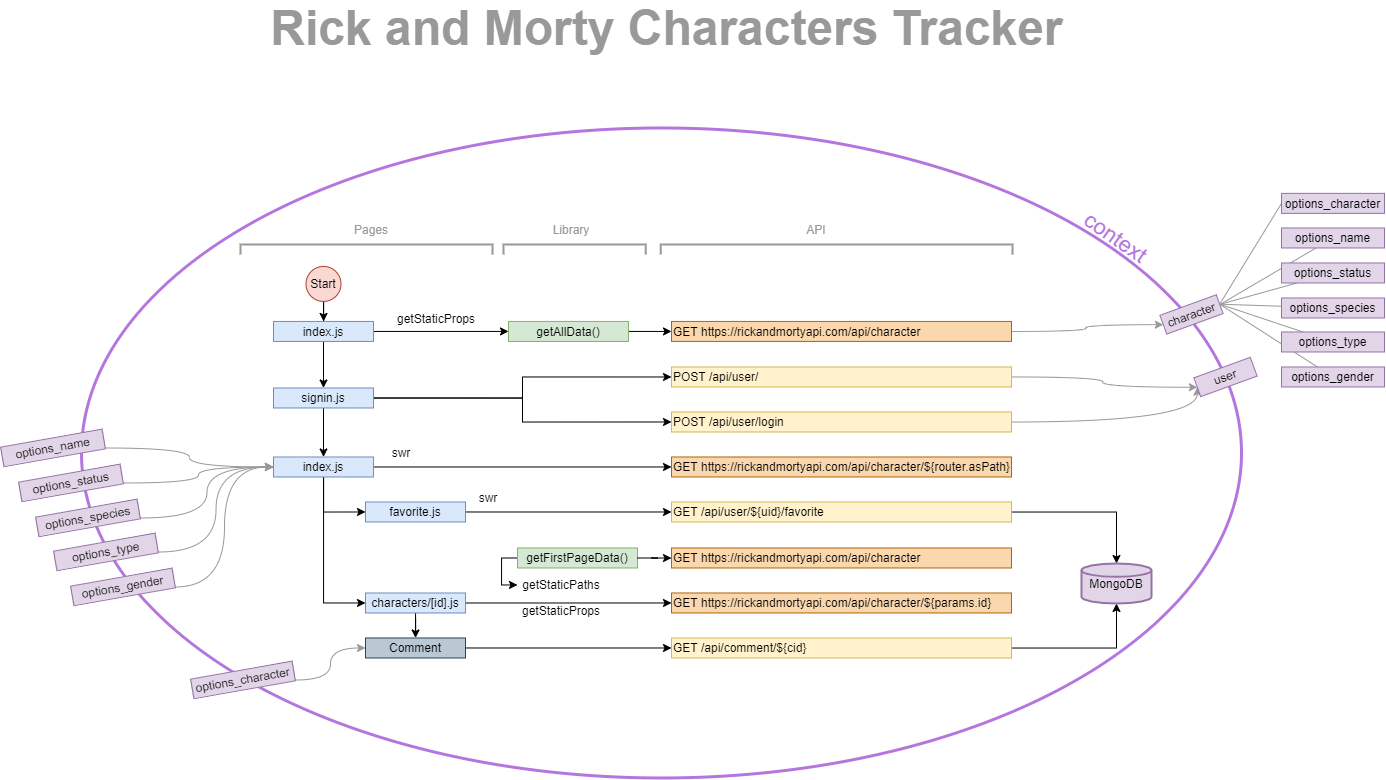 Rick and Morty Characters Tracker
context
Pages
Library
API
options_character
options_name
options_status
options_species
options_type
options_gender
character
user
Start
index.js
getStaticProps
getAllData()
GET https://rickandmortyapi.com/api/character
signin.js
POST /api/user/
POST /api/user/login
options_name
options_status
options_species
options_type
options_gender
index.js
swr
GET https://rickandmortyapi.com/api/character/${router.asPath}
favorite.js
swr
GET /api/user/${uid}/favorite
getFirstPageData()
GET https://rickandmortyapi.com/api/character
getStaticPaths
MongoDB
characters/[id].js
getStaticProps
GET https://rickandmortyapi.com/api/character/${params.id}
Comment
GET /api/comment/${cid}
options_character